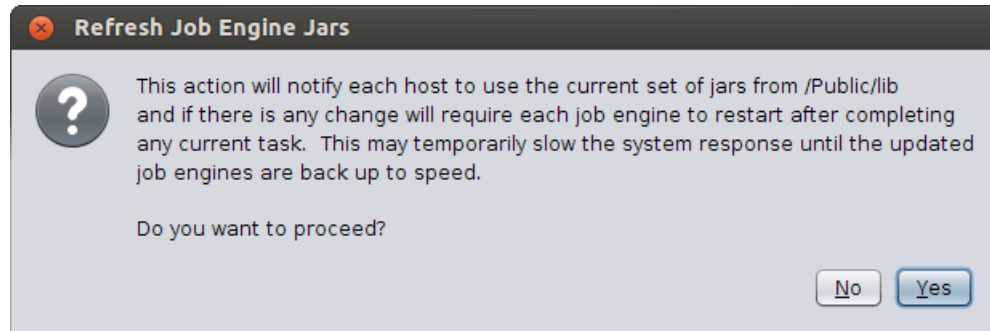 Refresh Job Engine Jars
This action will notify each host to use the current set of jars from /Public/lib
and if there is any change will require each job engine to restart after completing
any current task.  This may temporarily slow the system response until the updated
job engines are back up to speed.
Do you want to proceed?
No Yes